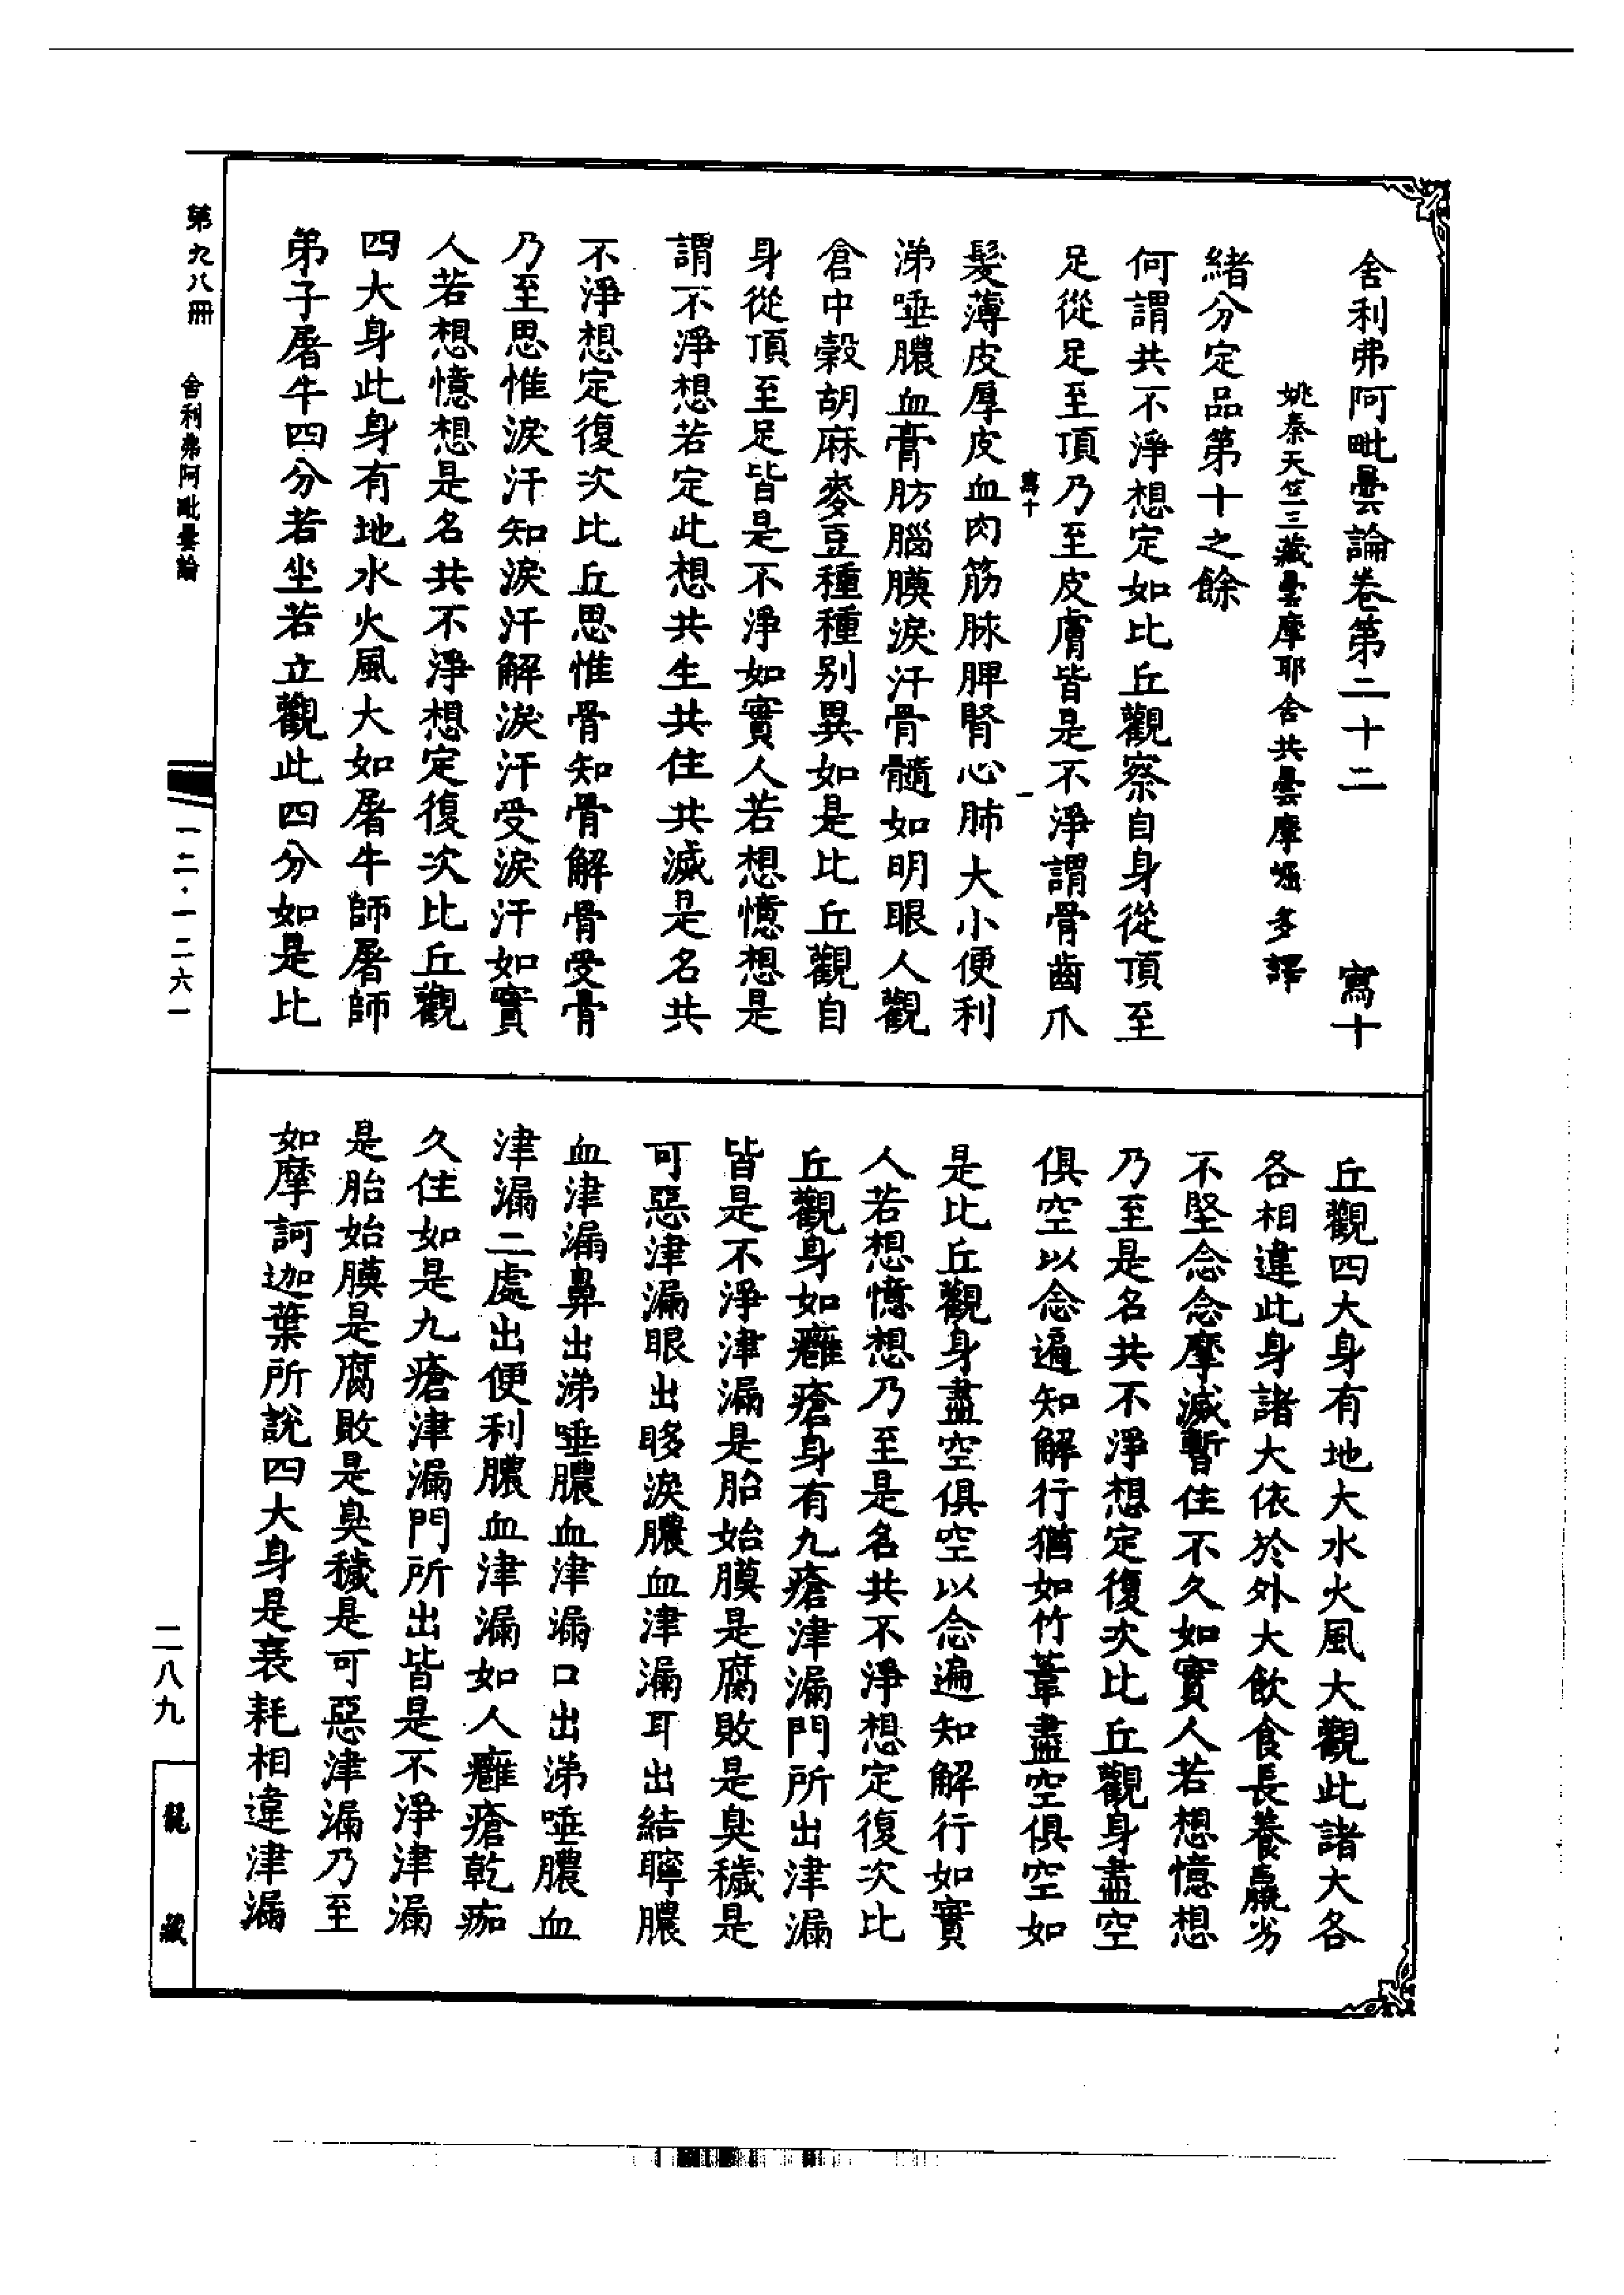 舍利弗阿毗曇論卷第二十二　寫十
姚秦天竺三藏曇摩耶舍共曇摩崛多譯
緒分定品第十之餘
何謂共不淨想定如比丘觀察自身從頂至
足從足至頂乃至皮膚皆是不淨謂骨齒爪
寫十　一
髮薄皮厚皮血肉筋脉脾腎心肺大小便利
涕唾膿血膏肪腦膜淚汗骨髓如明眼人觀
倉中穀胡麻麥豆種種別異如是比丘觀自
身從頂至足皆是不淨如實人若想憶想是
謂不淨想若定此想共生共住共滅是名共
不淨想定復次比丘思惟骨知骨解骨受骨
乃至思惟淚汗知淚汗解淚汗受淚汗如實
人若想憶想是名共不淨想定復次比丘觀
四大身此身有地水火風大如屠牛師屠師
弟子屠牛四分若坐若立觀此四分如是比
丘觀四大身有地大水火風大觀此諸大各
各相違此身諸大依於外大飲食長養羸劣
不堅念念摩滅暫住不久如實人若想憶想
乃至是名共不淨想定復次比丘觀身盡空
俱空以念遍知解行猶如竹葦盡空俱空如
是比丘觀身盡空俱空以念遍知解行如實
人若想憶想乃至是名共不淨想定復次比
丘觀身如癰瘡身有九瘡津漏門所出津漏
皆是不淨津漏是胎始膜是腐敗是臭穢是
可惡津漏眼出眵淚膿血津漏耳出結聹膿
血津漏鼻出涕唾膿血津漏口出涕唾膿血
津漏二處出便利膿血津漏如人癰瘡乾痂
久住如是九瘡津漏門所出皆是不淨津漏
是胎始膜是腐敗是臭穢是可惡津漏乃至
如摩訶迦葉所說四大身是衰耗相違津漏
第九八冊　舍利弗阿毗曇論　一二·一二六一
二八九　龍藏